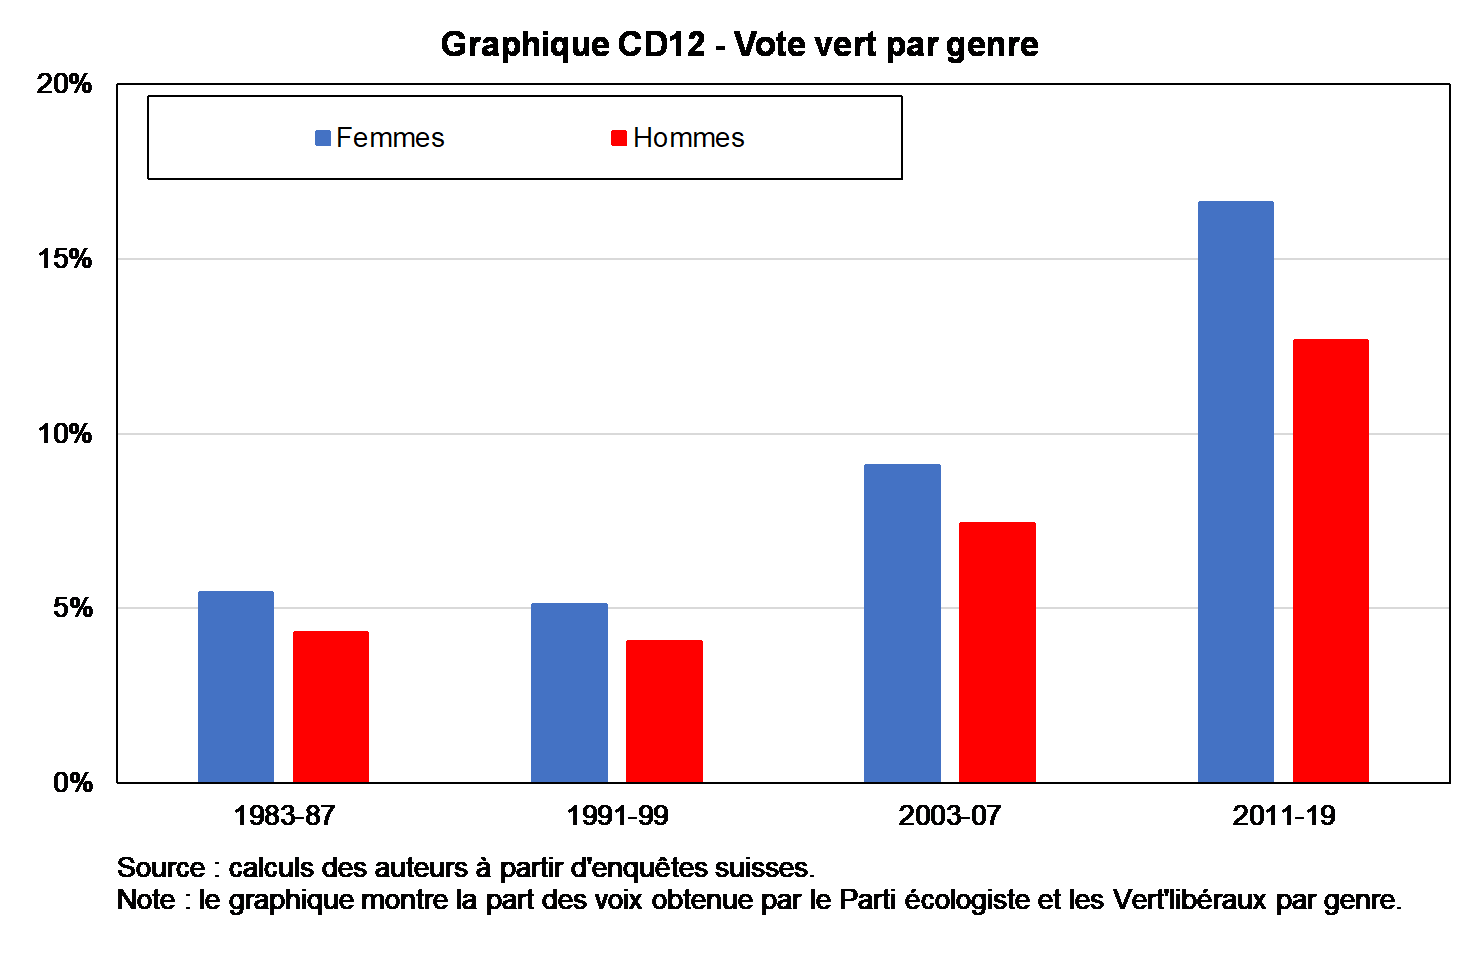 Graphique CD12 - Vote vert par genre
20%
Femmes Hommes
15%
10%
5%
0%
1983-87 1991-99 2003-07 2011-19
Source : calculs des auteurs à partir d'enquêtes suisses.
Note : le graphique montre la part des voix obtenue par le Parti écologiste et les Vert'libéraux par genre.